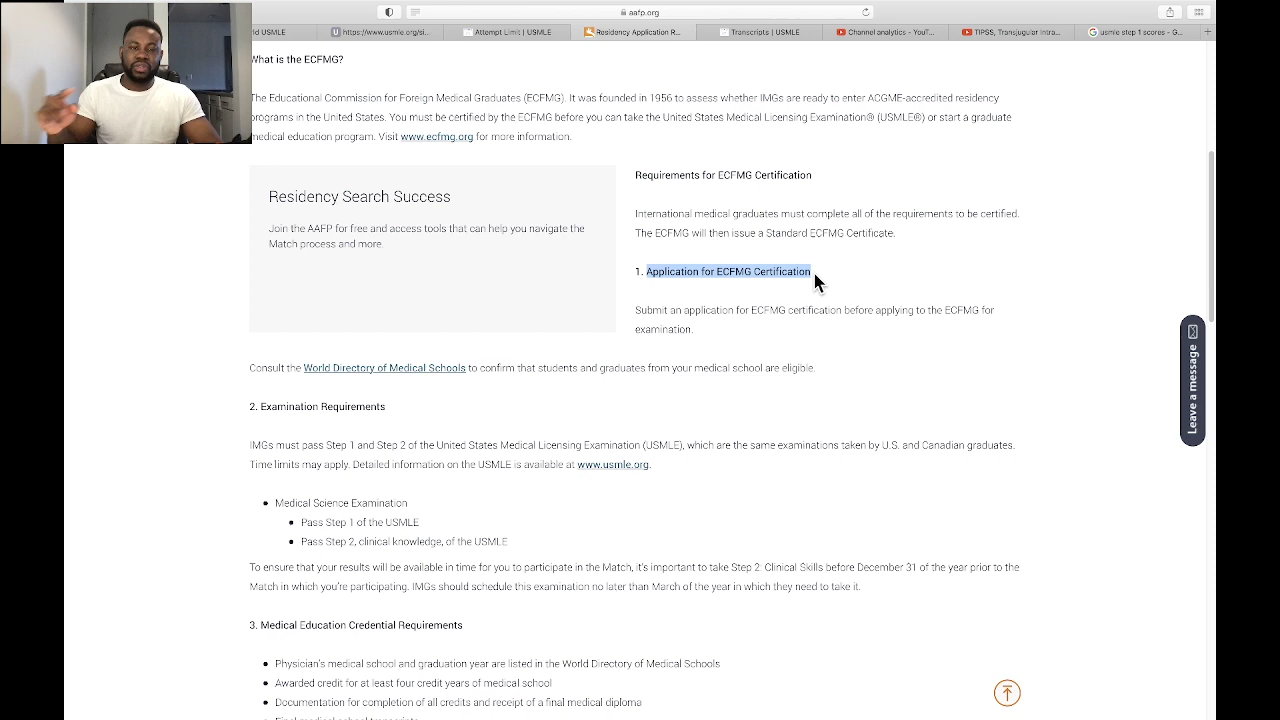 aafp.org
ld USMLE
https://www.usmle.org/si...
Attempt Limit | USMLE
Residency Application R...
Transcripts | USMLE
Channel analytics - YouT...
TIPSS, Transjugular Intra...
usmle step 1 scores - G...
What is the ECFMG?
The Educational Commission for Foreign Medical Graduates (ECFMG). It was founded in 1956 to assess whether IMGs are ready to enter ACGME-accredited residency
programs in the United States. You must be certified by the ECFMG before you can take the United States Medical Licensing Examination® (USMLE®) or start a graduate
medical education program. Visit www.ecfmg.org for more information.
Residency Search Success
Join the AAFP for free and access tools that can help you navigate the
Match process and more.
Requirements for ECFMG Certification
International medical graduates must complete all of the requirements to be certified.
The ECFMG will then issue a Standard ECFMG Certificate.
1. Application for ECFMG Certification
Submit an application for ECFMG certification before applying to the ECFMG for
examination.
Consult the World Directory of Medical Schools to confirm that students and graduates from your medical school are eligible.
2. Examination Requirements
IMGs must pass Step 1 and Step 2 of the United States Medical Licensing Examination (USMLE), which are the same examinations taken by U.S. and Canadian graduates.
Time limits may apply. Detailed information on the USMLE is available at www.usmle.org.
Medical Science Examination
Pass Step 1 of the USMLE
Pass Step 2, clinical knowledge, of the USMLE
To ensure that your results will be available in time for you to participate in the Match, it's important to take Step 2. Clinical Skills before December 31 of the year prior to the
Match in which you're participating. IMGs should schedule this examination no later than March of the year in which they need to take it.
3. Medical Education Credential Requirements
Physician's medical school and graduation year are listed in the World Directory of Medical Schools
Awarded credit for at least four credit years of medical school
Documentation for completion of all credits and receipt of a final medical diploma
Final medical school transcripts
Leave a message